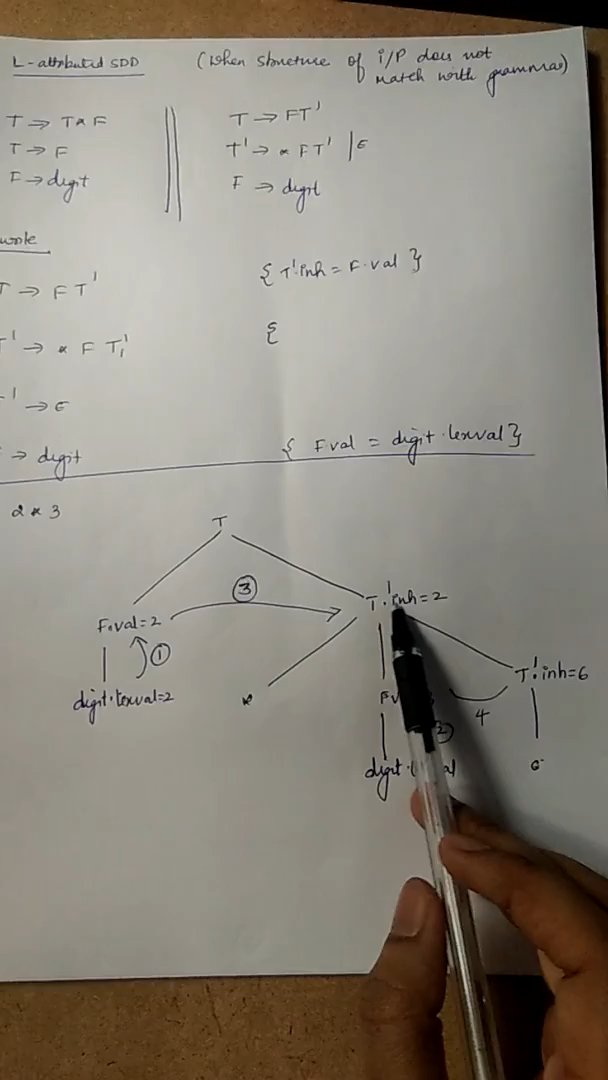 L-attributed SDD (When structure of i/P does not
match with grammar)
T → T * F T → FT'
T → F T' → * FT' | ε
F → digit F → digit
T → F T' { T'.inh = F.val }
' → * F T₁' {
' → ε
→ digit { F.val = digit.lexval }
2 * 3
T
③
F.val=2 T'.inh=2
①
digit.lexval=2 * T'.inh=6
4
digit ε